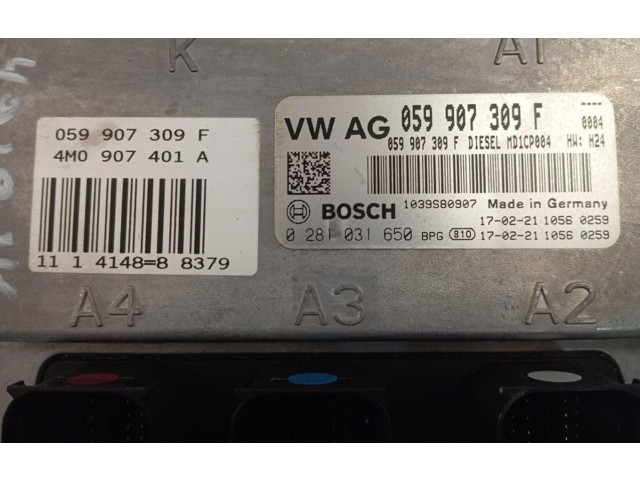 K
A1
059 907 309 F
4M0 907 401 A
11 1 4148=8 8379
VW AG 059 907 309 F
0004
059 907 309 F DIESEL MD1CP004 HW: H24
1039S80907 Made in Germany
BOSCH
17-02-21 1056 0259
0 281 031 650 BPG 810 17-02-21 1056 0259
A4
A3
A2